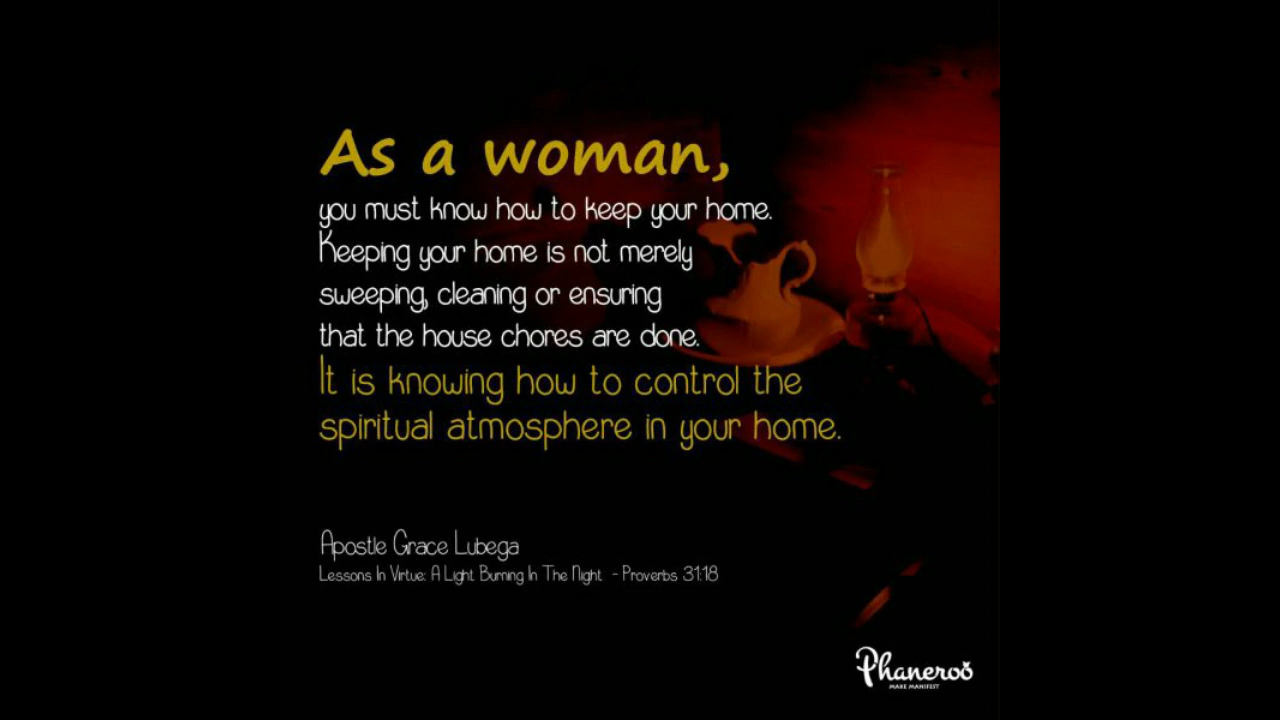 As a woman,
you must know how to keep your home.
Keeping your home is not merely
sweeping, cleaning or ensuring
that the house chores are done.
It is knowing how to control the
spiritual atmosphere in your home.
Apostle Grace Lubega
Lessons In Virtue: A Light Burning In The Night - Proverbs 31:18
Phaneroo
MAKE MANIFEST